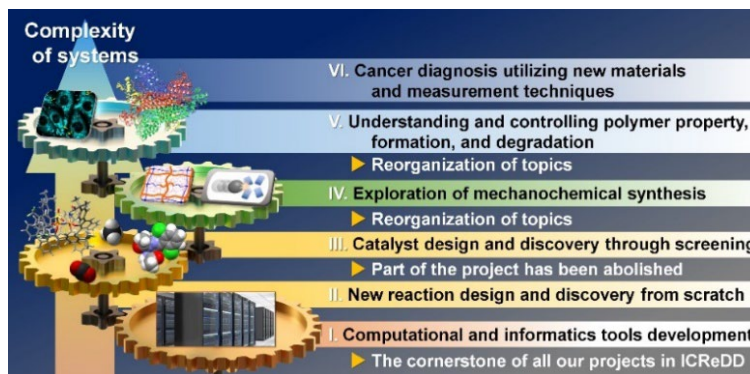 Complexity
of systems
VI. Cancer diagnosis utilizing new materials
and measurement techniques
V. Understanding and controlling polymer property,
formation, and degradation
Reorganization of topics
IV. Exploration of mechanochemical synthesis
Reorganization of topics
III. Catalyst design and discovery through screening
Part of the project has been abolished
II. New reaction design and discovery from scratch
I. Computational and informatics tools development
The cornerstone of all our projects in ICReDD